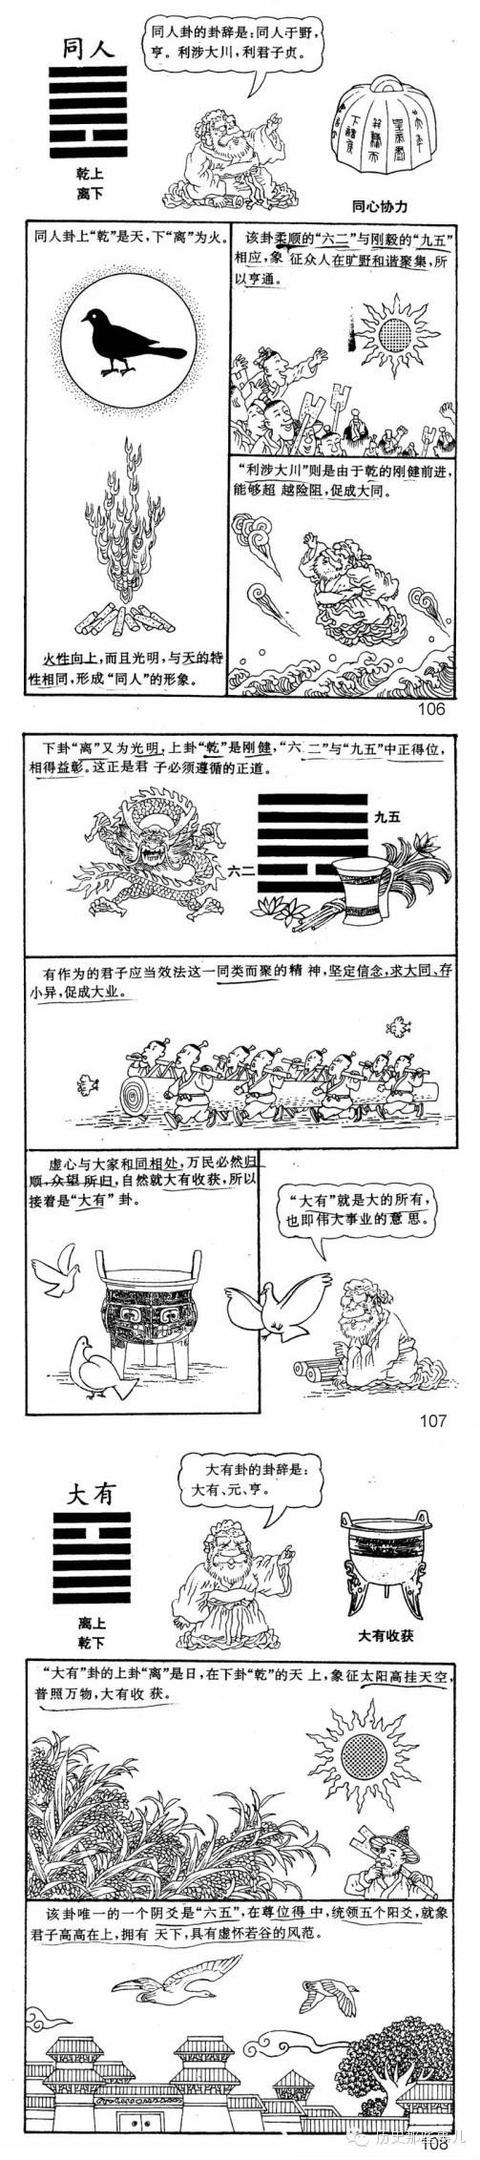 同人
同人卦的卦辞是:同人于野,
亨。利涉大川,利君子贞。
乾上
离下
同心协力
同人卦上“乾”是天,下“离”为火。
火性向上,而且光明,与天的特
性相同,形成“同人”的形象。
该卦柔顺的“六二”与刚毅的“九五”
相应,象 征众人在旷野和谐聚集,所
以亨通。
“利涉大川”则是由于乾的刚健前进,
能够超 越险阻,促成大同。
106
下卦“离”又为光明,上卦“乾”是刚健,“六 二”与“九五”中正得位,
相得益彰。这正是君 子必须遵循的正道。
九五
六二
有作为的君子应当效法这一同类而聚的精 神,坚定信念,求大同、存
小异,促成大业。
虚心与大家和同相处,万民必然归
顺,众望 所归,自然就大有收获,所以
接着是“大有” 卦。
“大有”就是大的所有,
也即伟大事业的意 思。
107
大有
大有卦的卦辞是:
大有、元、亨。
离上
乾下
大有收获
“大有”卦的上卦“离”是日,在下卦“乾”的天 上,象征太阳高挂天空,
普照万物,大有收 获。
该卦唯一的一个阴爻是“六五”,在尊位得 中,统领五个阳爻,就象
君子高高在上,拥有 天下,具有虚怀若谷的风范。
历史那些事儿
108